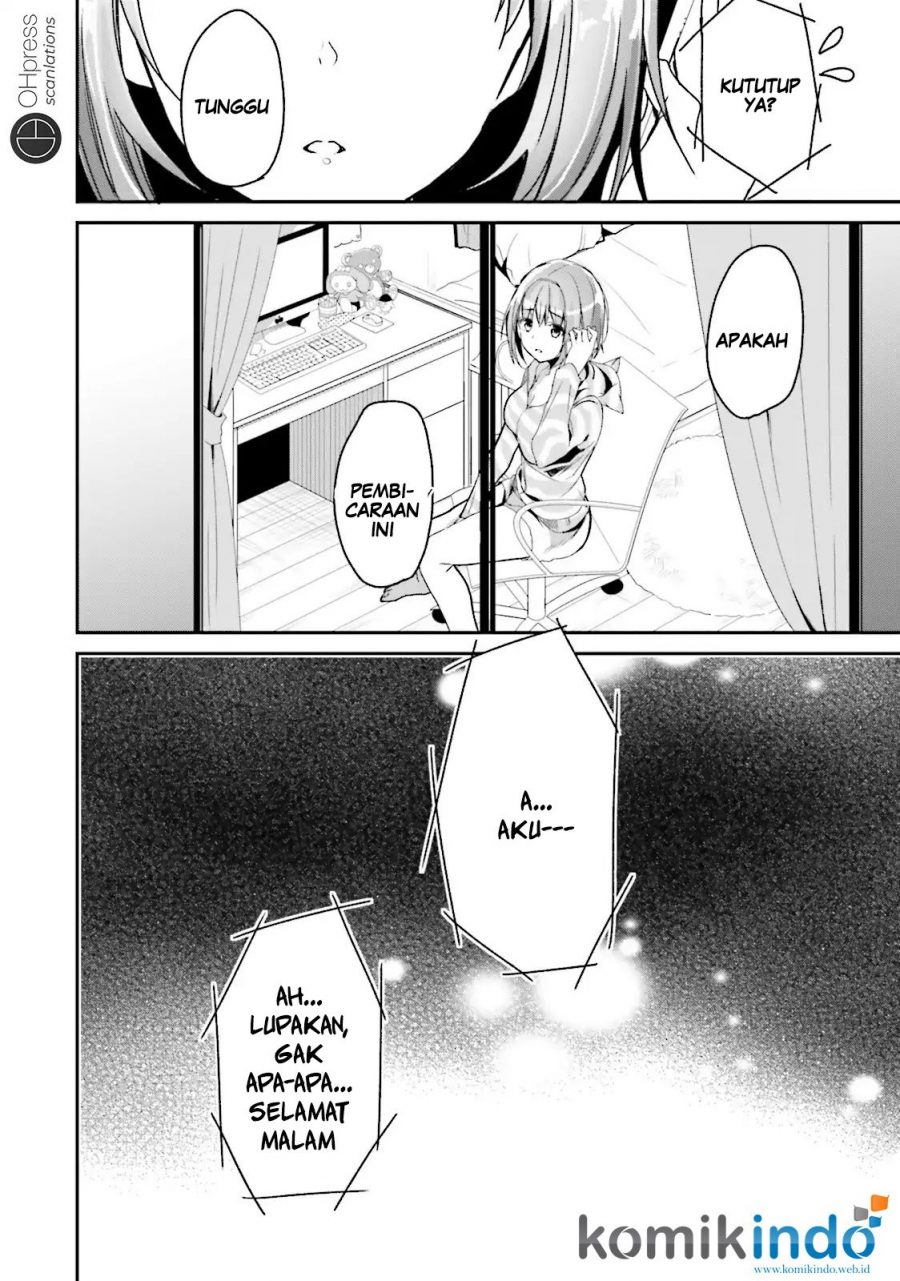 OHpress
scanlations
KUTUTUP
YA?
TUNGGU
APAKAH
PEMBI-
CARAAN
INI
A...
AKU---
AH...
LUPAKAN,
GAK
APA-APA...
SELAMAT
MALAM
komikindo
www.komikindo.web.id